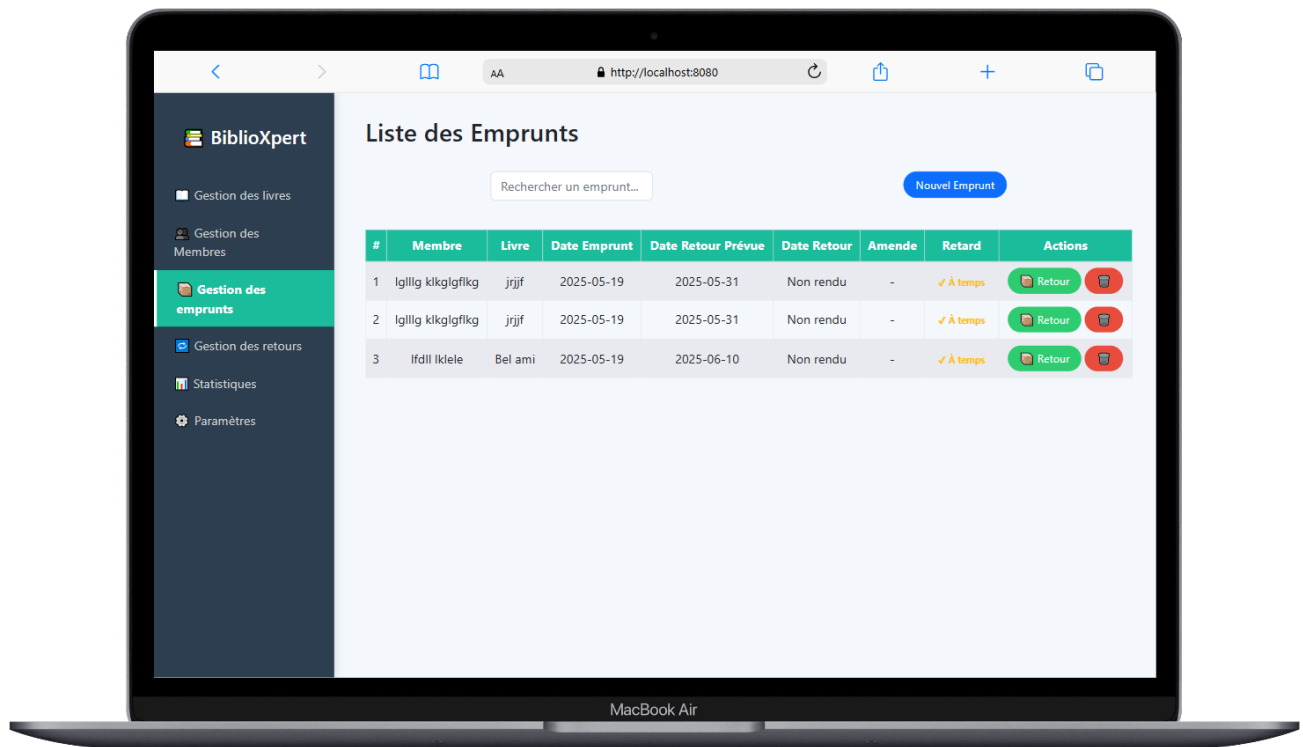 AA http://localhost:8080
BiblioXpert
Gestion des livres
Gestion des
Membres
Gestion des
emprunts
Gestion des retours
Statistiques
Paramètres
Liste des Emprunts
Rechercher un emprunt... Nouvel Emprunt
# Membre Livre Date Emprunt Date Retour Prévue Date Retour Amende Retard Actions
1 lglllg klkglgflkg jrjjf 2025-05-19 2025-05-31 Non rendu - ✓ À temps Retour
2 lglllg klkglgflkg jrjjf 2025-05-19 2025-05-31 Non rendu - ✓ À temps Retour
3 lfdll lklele Bel ami 2025-05-19 2025-06-10 Non rendu - ✓ À temps Retour
MacBook Air